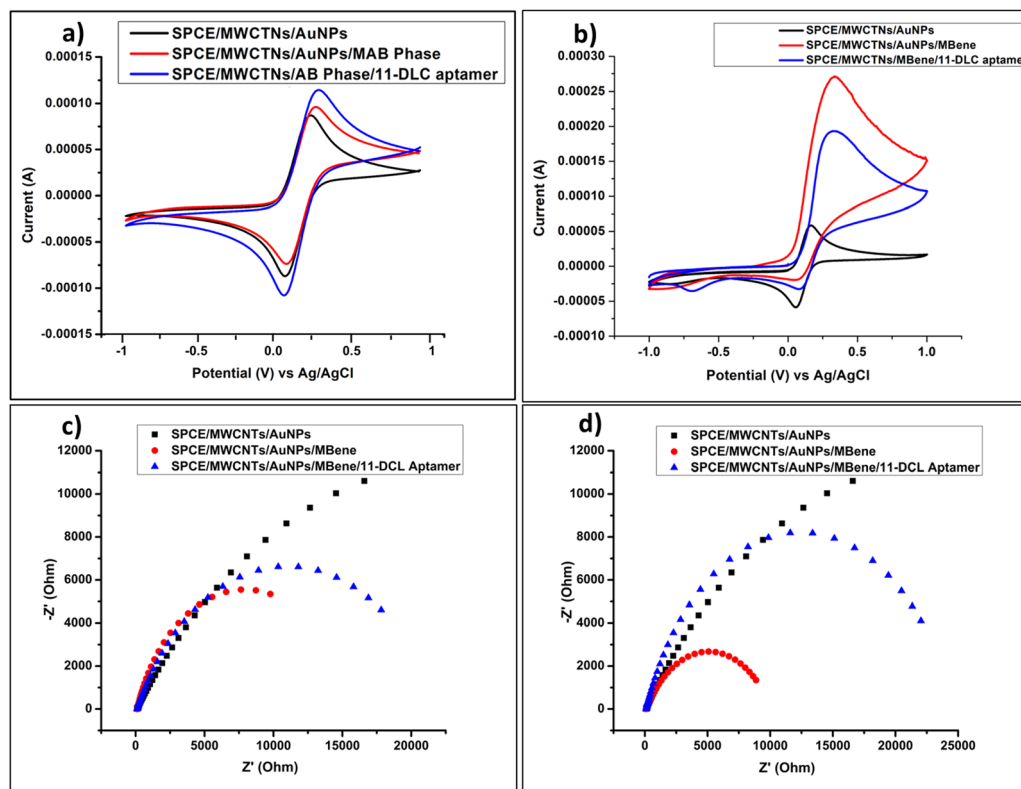 a)
SPCE/MWCTNs/AuNPs
SPCE/MWCTNs/AuNPs/MAB Phase
SPCE/MWCTNs/AB Phase/11-DLC aptamer
0.00015
0.00010
0.00005
0.00000
-0.00005
-0.00010
-0.00015
Current (A)
-1 -0.5 0.0 0.5 1
Potential (V) vs Ag/AgCl
b)
SPCE/MWCTNs/AuNPs
SPCE/MWCTNs/AuNPs/MBene
SPCE/MWCTNs/MBene/11-DLC aptamer
0.00030
0.00025
0.00020
0.00015
0.00010
0.00005
0.00000
-0.00005
-0.00010
Current (A)
-1.0 -0.5 0.0 0.5 1.0
Potential (V) vs Ag/AgCl
c)
SPCE/MWCNTs/AuNPs
SPCE/MWCNTs/AuNPs/MBene
SPCE/MWCNTs/AuNPs/MBene/11-DCL Aptamer
12000
10000
8000
6000
4000
2000
0
-Z' (Ohm)
0 5000 10000 15000 20000
Z' (Ohm)
d)
SPCE/MWCNTs/AuNPs
SPCE/MWCNTs/AuNPs/MBene
SPCE/MWCNTs/AuNPs/MBene/11-DCL Aptamer
12000
10000
8000
6000
4000
2000
0
-Z' (Ohm)
0 5000 10000 15000 20000 25000
Z' (Ohm)